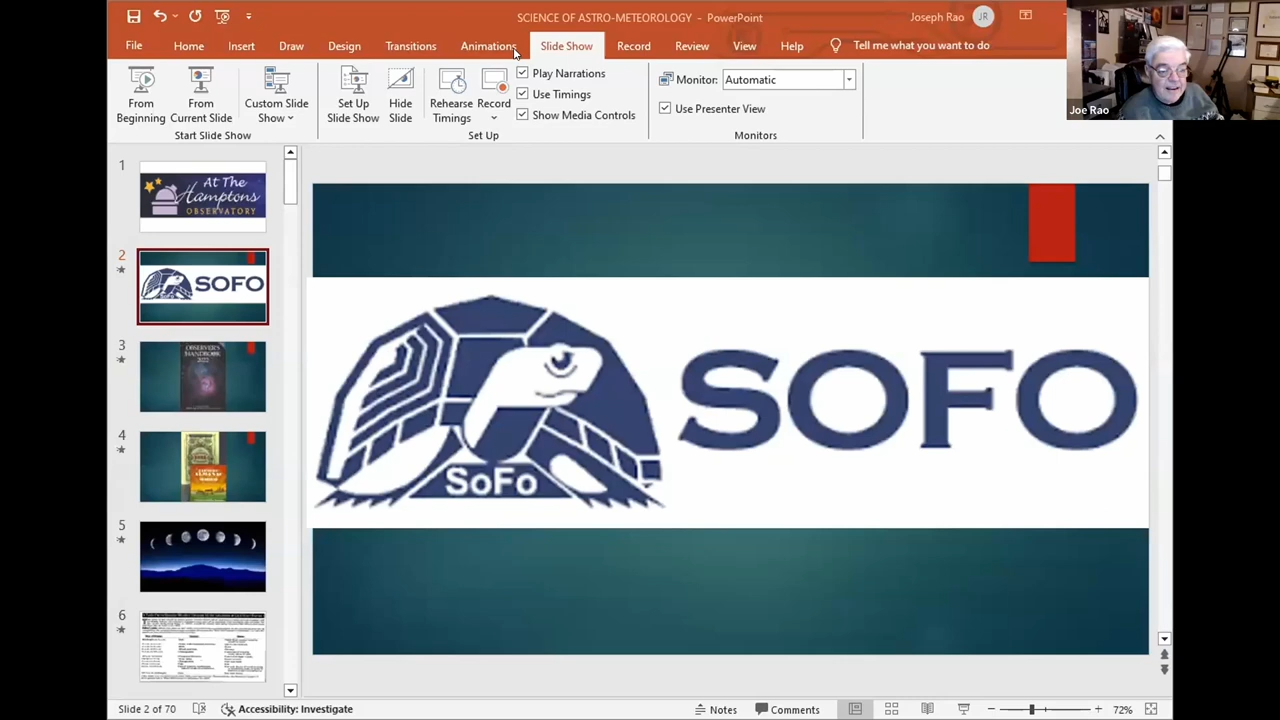 SCIENCE OF ASTRO-METEOROLOGY - PowerPoint
Joseph Rao JR
File Home Insert Draw Design Transitions Animations Slide Show Record Review View Help Tell me what you want to do
From Beginning
From Current Slide
Custom Slide Show
Start Slide Show
Set Up Slide Show
Hide Slide
Rehearse Timings
Record
Play Narrations
Use Timings
Show Media Controls
Set Up
Monitor: Automatic
Use Presenter View
Monitors
Joe Rao
1
At The
Hamptons
OBSERVATORY
2
SOFO
3
OBSERVER'S
HANDBOOK
4
ALMANAC
5
6
SoFo
SOFO
Slide 2 of 70
Accessibility: Investigate
Notes
Comments
72%